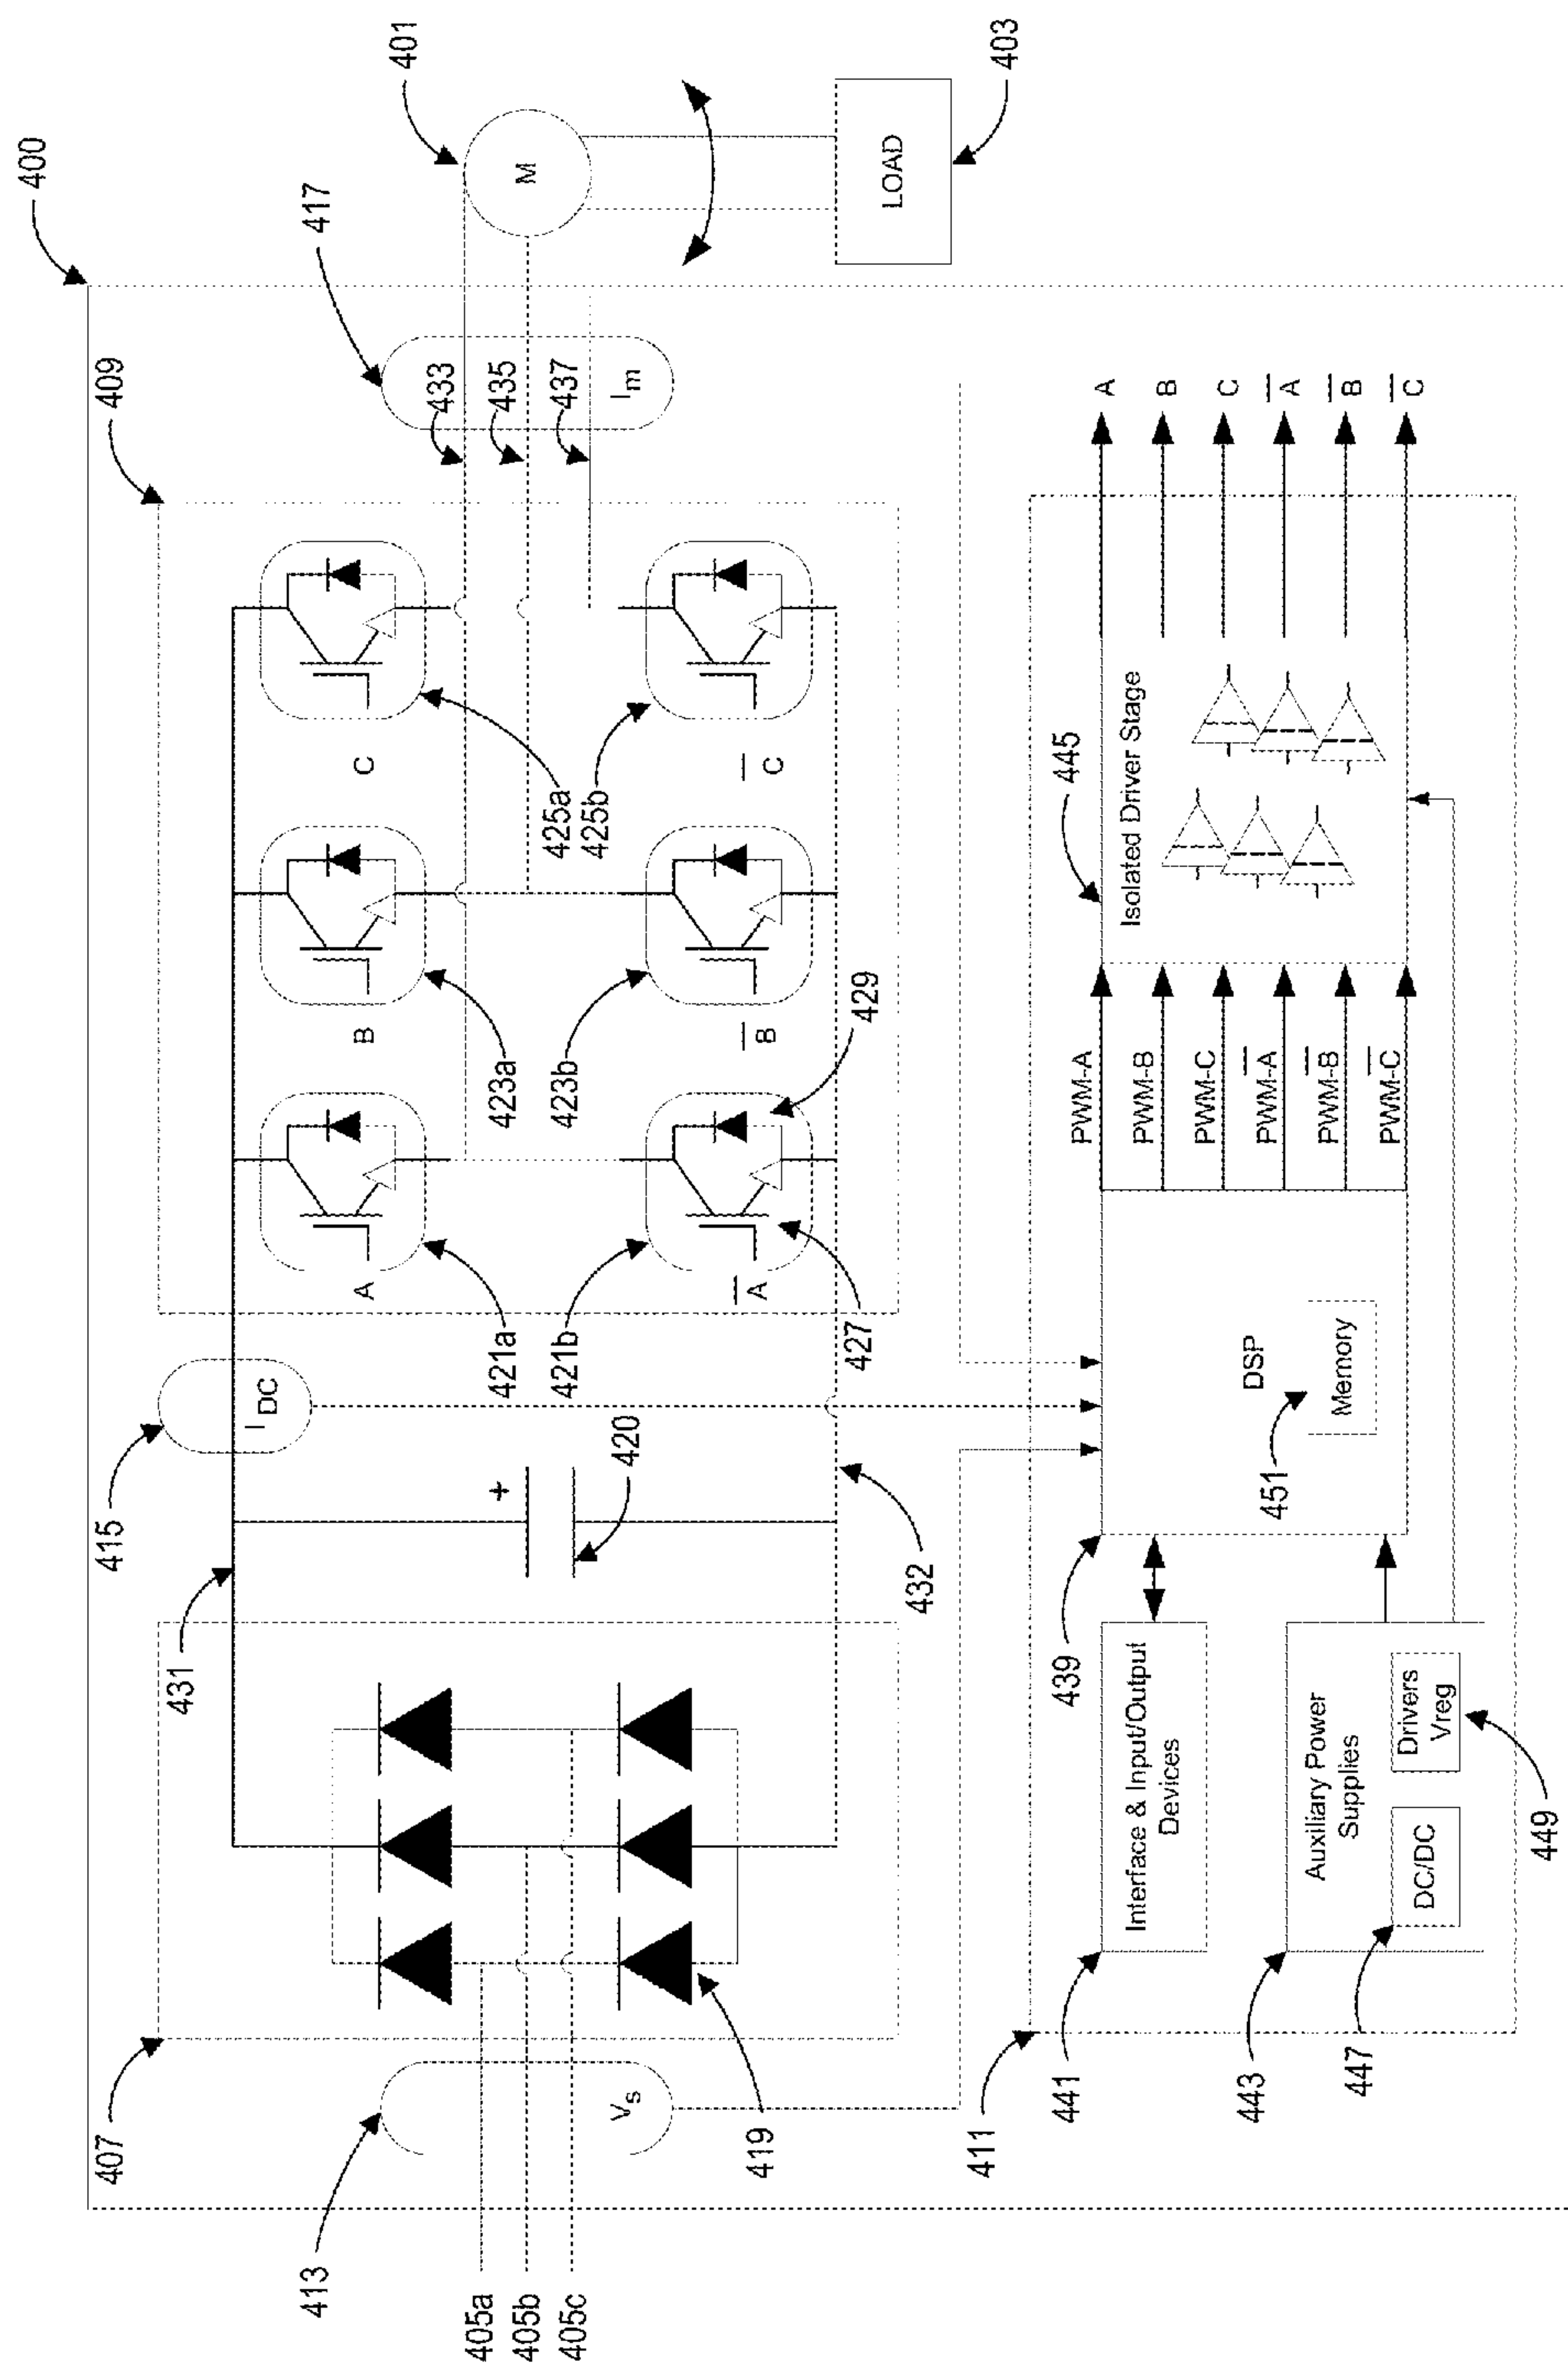 400
407
431
415
409
417
401
413
I DC
433
435
437
M
A
B
C
421a
423a
425a
+
420
421b
423b
425b
I m
V s
405a
405b
405c
419
432
A
B
C
427
429
LOAD
403
411
441
439
445
Interface & Input/Output
Devices
443
Auxiliary Power
Supplies
447
DC/DC
Drivers
Vreg
449
DSP
451
Memory
PWM-A
PWM-B
PWM-C
PWM-A
PWM-B
PWM-C
Isolated Driver Stage
A
B
C
A
B
C